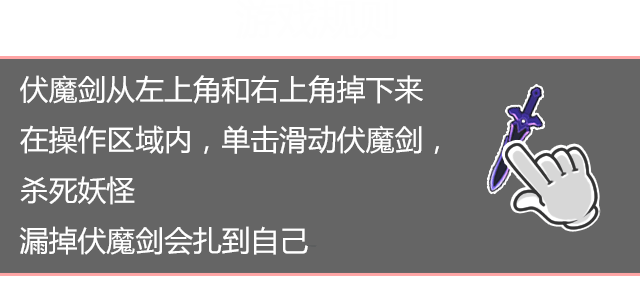 伏魔剑从左上角和右上角掉下来
在操作区域内，单击滑动伏魔剑，
杀死妖怪
漏掉伏魔剑会扎到自己